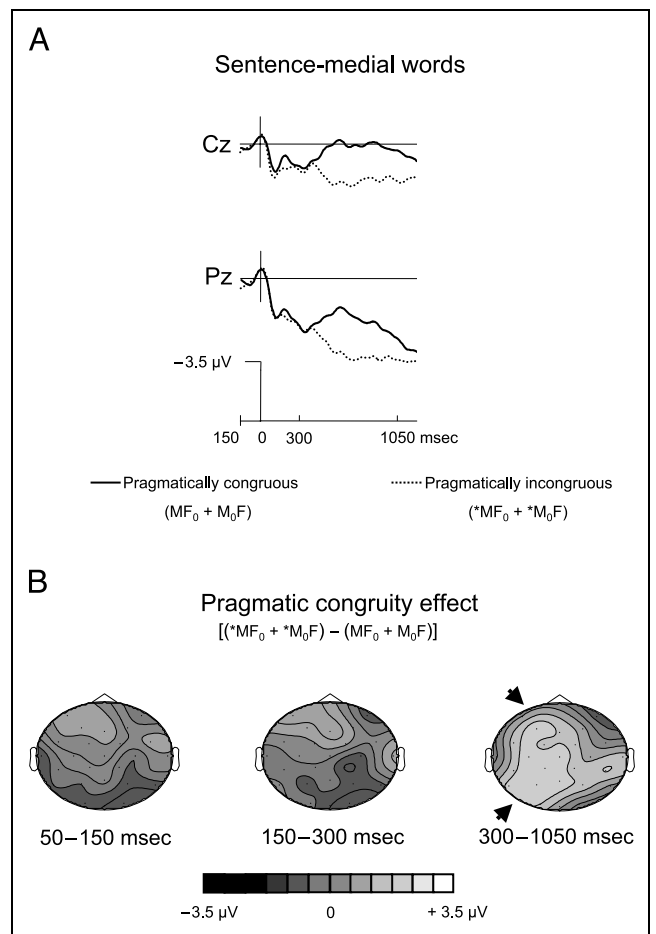 A
Sentence-medial words
Cz
Pz
−3.5 µV
150 0 300 1050 msec
Pragmatically congruous Pragmatically incongruous
(MF₀ + M₀F) (*MF₀ + *M₀F)
B
Pragmatic congruity effect
[(*MF₀ + *M₀F) − (MF₀ + M₀F)]
50−150 msec 150−300 msec 300−1050 msec
−3.5 µV 0 + 3.5 µV